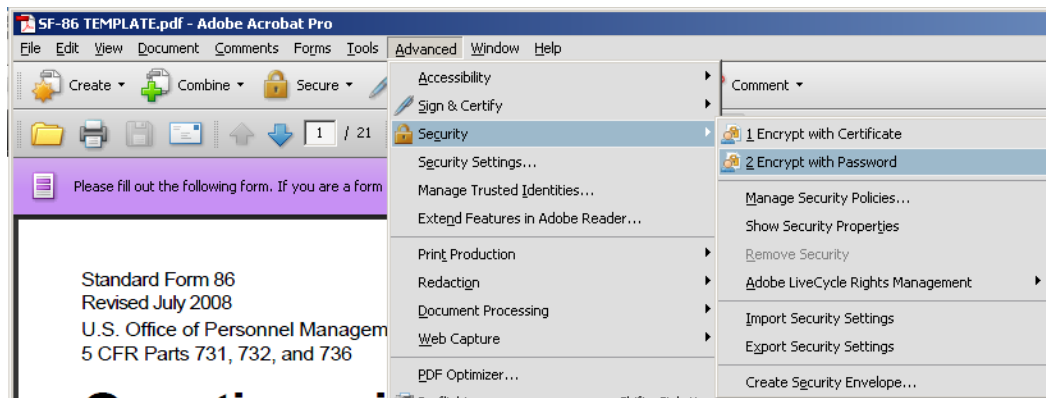 SF-86 TEMPLATE.pdf - Adobe Acrobat Pro
File Edit View Document Comments Forms Tools Advanced Window Help
Create Combine Secure Comment
1 / 21
Please fill out the following form. If you are a form
Accessibility
Sign & Certify
Security
Security Settings...
Manage Trusted Identities...
Extend Features in Adobe Reader...
Print Production
Redaction
Document Processing
Web Capture
PDF Optimizer...
1 Encrypt with Certificate
2 Encrypt with Password
Manage Security Policies...
Show Security Properties
Remove Security
Adobe LiveCycle Rights Management
Import Security Settings
Export Security Settings
Create Security Envelope...
Standard Form 86
Revised July 2008
U.S. Office of Personnel Managem
5 CFR Parts 731, 732, and 736